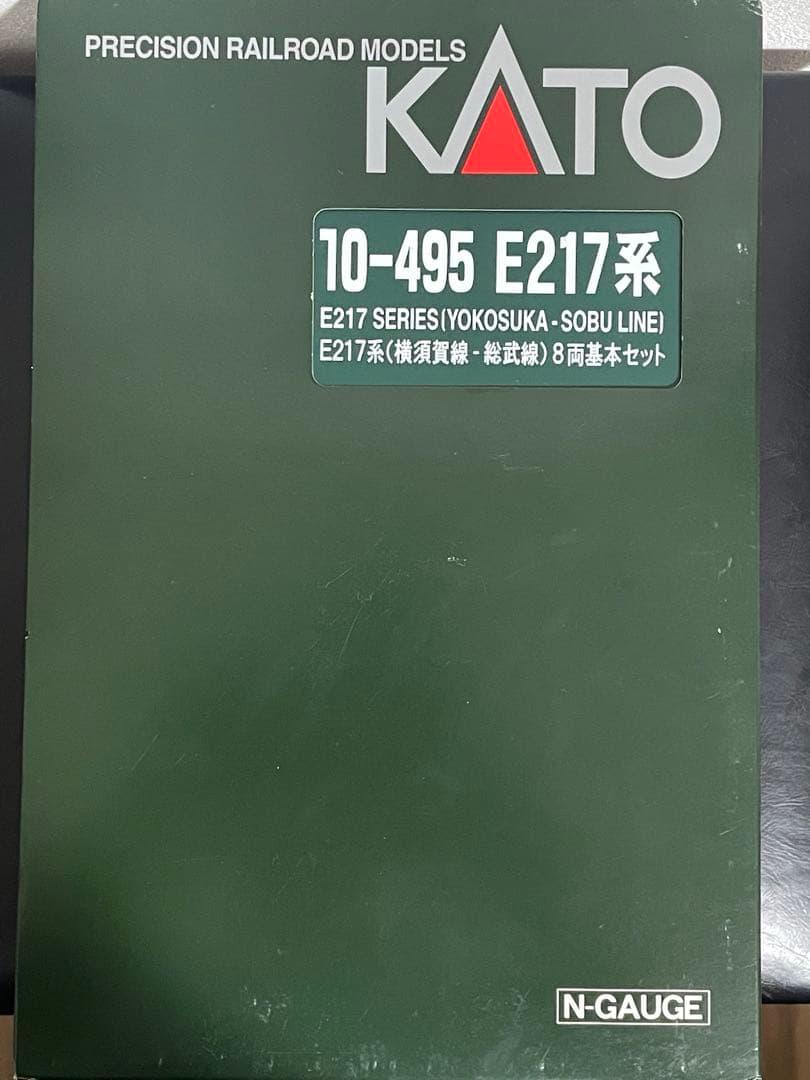 PRECISION RAILROAD MODELS
KATO
10-495 E217系
E217 SERIES(YOKOSUKA-SOBU LINE)
E217系(横須賀線-総武線)8両基本セット
N-GAUGE